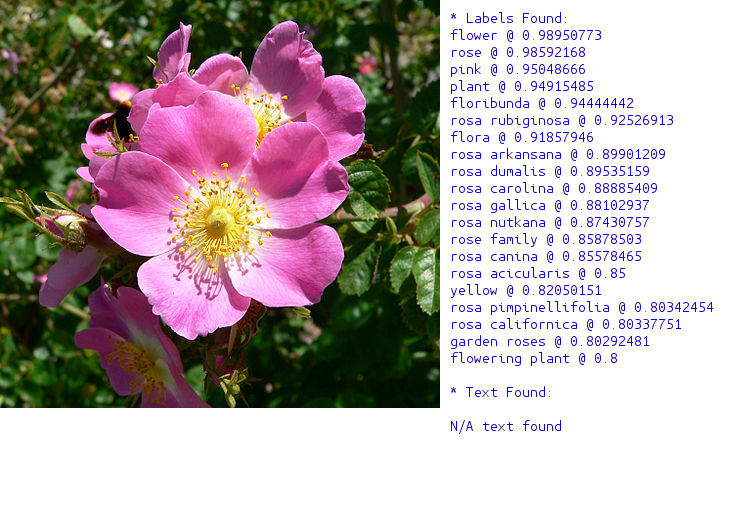 * Labels Found:
flower @ 0.98950773
rose @ 0.98592168
pink @ 0.95048666
plant @ 0.94915485
floribunda @ 0.94444442
rosa rubiginosa @ 0.92526913
flora @ 0.91857946
rosa arkansana @ 0.89901209
rosa dumalis @ 0.89535159
rosa carolina @ 0.88885409
rosa gallica @ 0.88102937
rosa nutkana @ 0.87430757
rose family @ 0.85878503
rosa canina @ 0.85578465
rosa acicularis @ 0.85
yellow @ 0.82050151
rosa pimpinellifolia @ 0.80342454
rosa californica @ 0.80337751
garden roses @ 0.80292481
flowering plant @ 0.8
* Text Found:
N/A text found